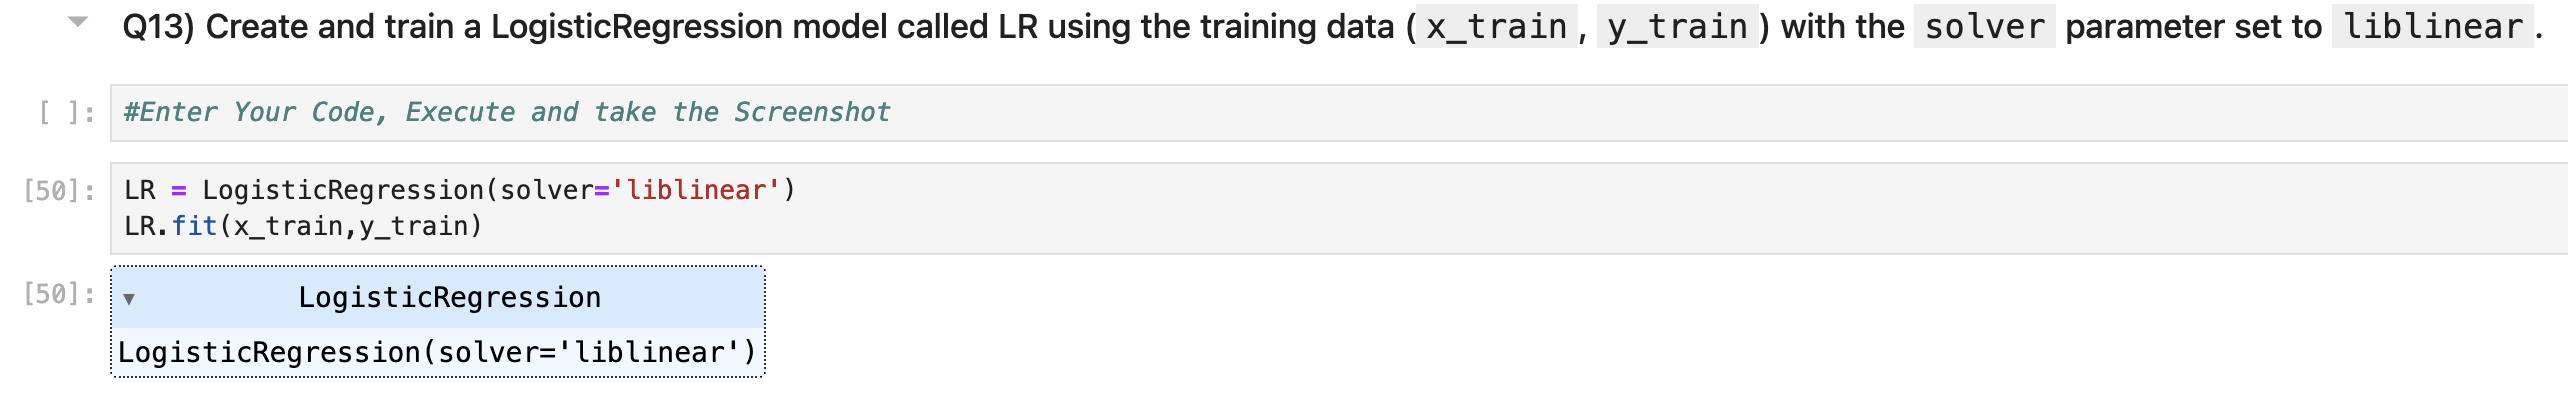 Q13) Create and train a LogisticRegression model called LR using the training data (x_train, y_train) with the solver parameter set to liblinear.
[ ]: #Enter Your Code, Execute and take the Screenshot
[50]: LR = LogisticRegression(solver='liblinear')
LR.fit(x_train,y_train)
[50]: ▾ LogisticRegression
LogisticRegression(solver='liblinear')